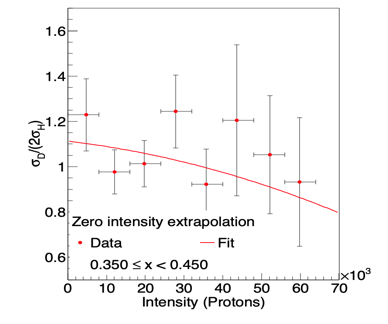 1.6
1.4
1.2
1
0.8
0.6
σD/(2σH)
Zero intensity extrapolation
Data
Fit
0.350 ≤ x < 0.450
0 10 20 30 40 50 60 70
×10³
Intensity (Protons)